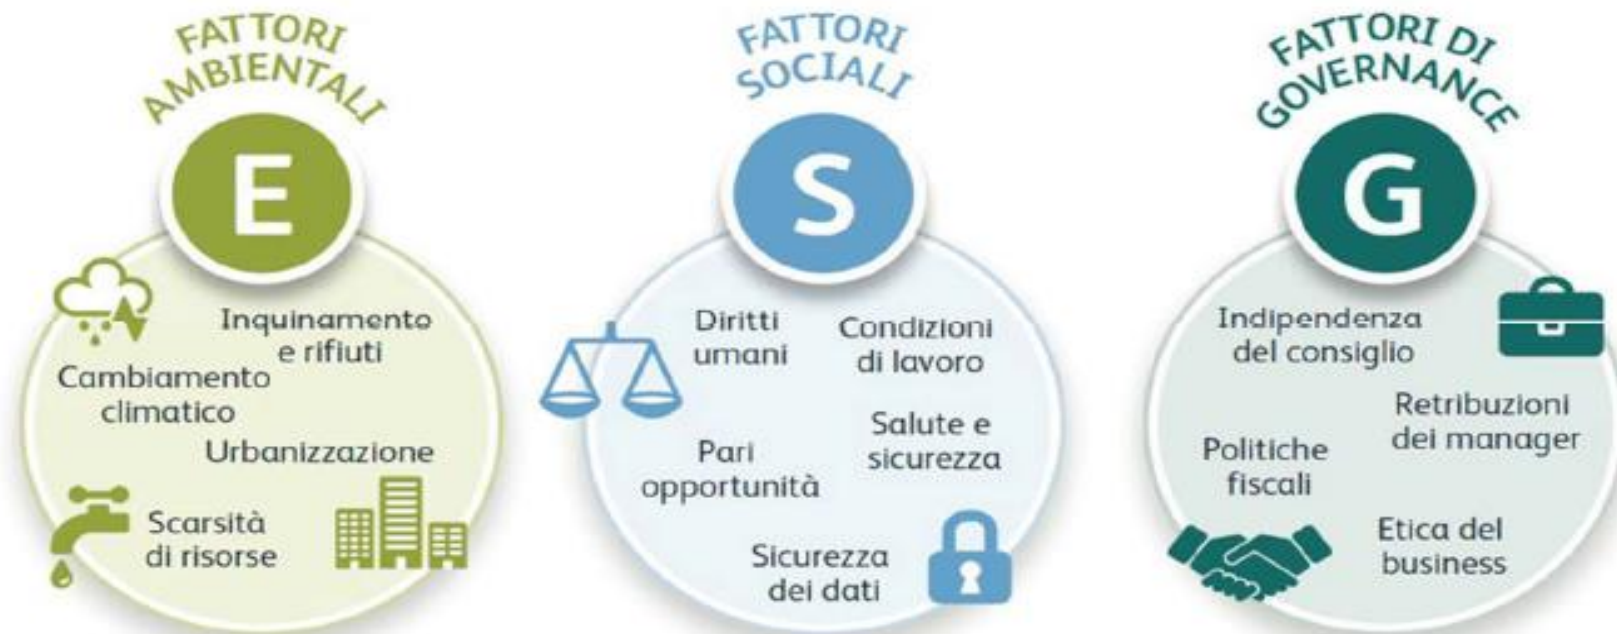 FATTORI
AMBIENTALI
E
Inquinamento
e rifiuti
Cambiamento
climatico
Urbanizzazione
Scarsità
di risorse
FATTORI
SOCIALI
S
Diritti
umani
Condizioni
di lavoro
Salute e
sicurezza
Pari
opportunità
Sicurezza
dei dati
FATTORI DI
GOVERNANCE
G
Indipendenza
del consiglio
Retribuzioni
dei manager
Politiche
fiscali
Etica del
business